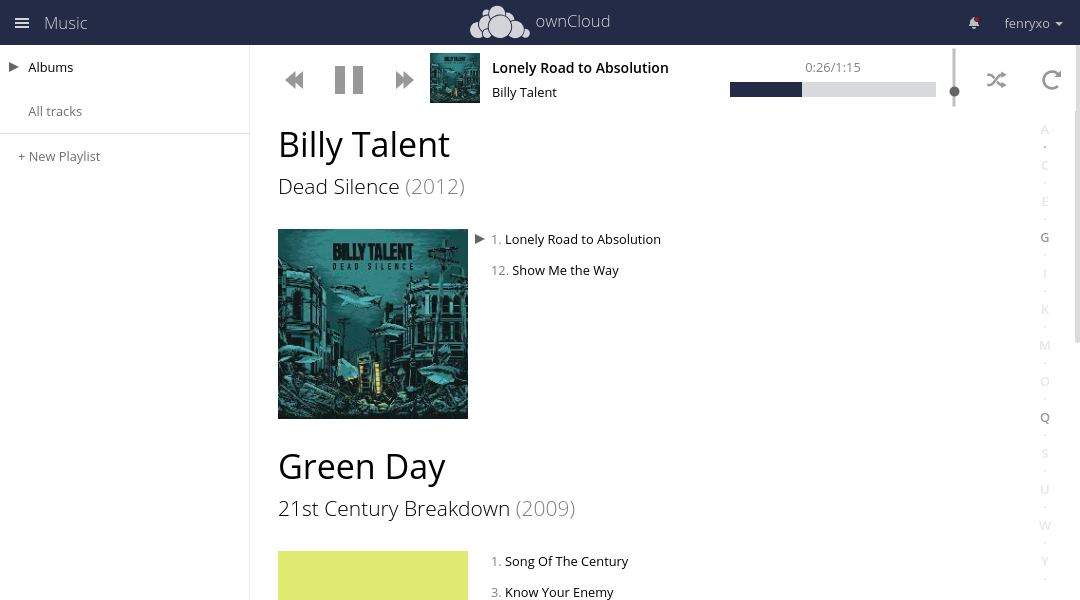 Music
ownCloud
fenryxo
Albums
All tracks
+ New Playlist
Lonely Road to Absolution
Billy Talent
0:26/1:15
Billy Talent
Dead Silence (2012)
BILLY TALENT
DEAD SILENCE
1. Lonely Road to Absolution
12. Show Me the Way
Green Day
21st Century Breakdown (2009)
1. Song Of The Century
3. Know Your Enemy
A
C
E
G
I
K
M
O
Q
S
U
W
Y